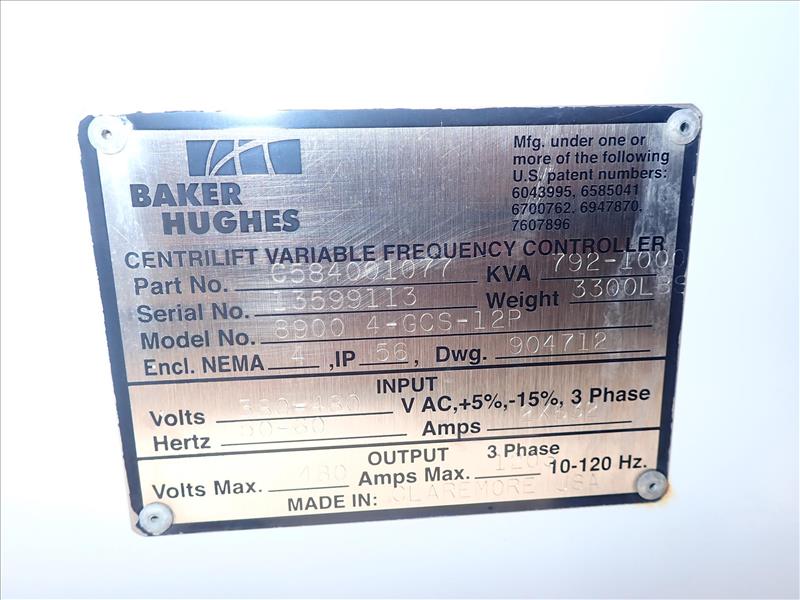 BAKER
HUGHES
Mfg. under one or
more of the following
U.S. patent numbers:
6043995, 6585041
6700762, 6947870,
7607896
CENTRILIFT VARIABLE FREQUENCY CONTROLLER
Part No. G584001077 KVA 792-1000
Serial No. 13599113 Weight 3300LBS
Model No. 8900 4-GCS-12P
Encl. NEMA 4 ,IP 56 , Dwg. 904712
INPUT
Volts 380-480 V AC,+5%,-15%, 3 Phase
Hertz 50-60 Amps
OUTPUT 3 Phase
Volts Max. 480 Amps Max. 10-120 Hz.
MADE IN: CLAREMORE USA